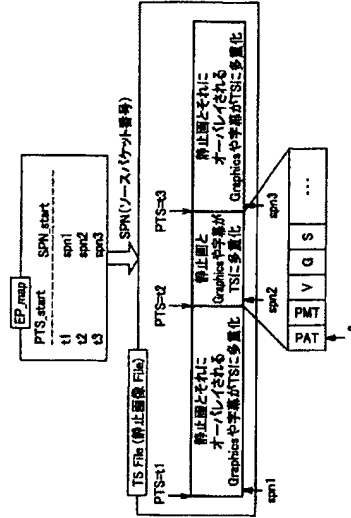 EP_map
PTS_start SPN_start
t1 spn1
t2 spn2
t3 spn3
SPN(ソースパケット番号)
TS File (静止画像 File)
PTS=t1 PTS=t2 PTS=t3
静止画とそれに
オーバレイされる
Graphicsや字幕がTSに多重化
静止画と
Graphicsや字幕が
TSに多重化
静止画とそれに
オーバレイされる
Graphicsや字幕がTSに多重化
spn1 spn2 spn3
PAT PMT V G S ...
a